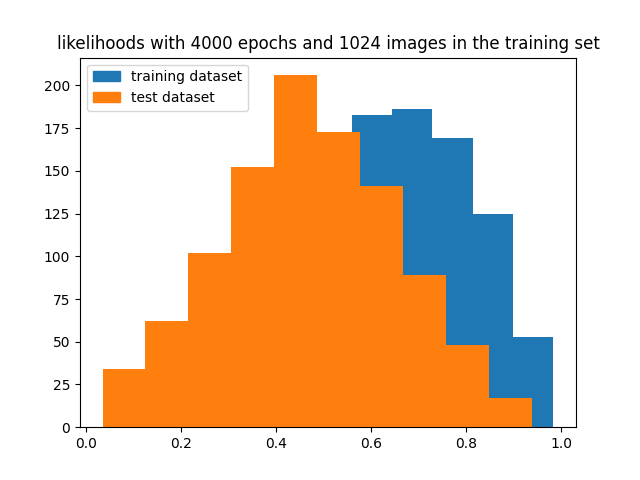 likelihoods with 4000 epochs and 1024 images in the training set
training dataset
test dataset
200
175
150
125
100
75
50
25
0
0.0 0.2 0.4 0.6 0.8 1.0